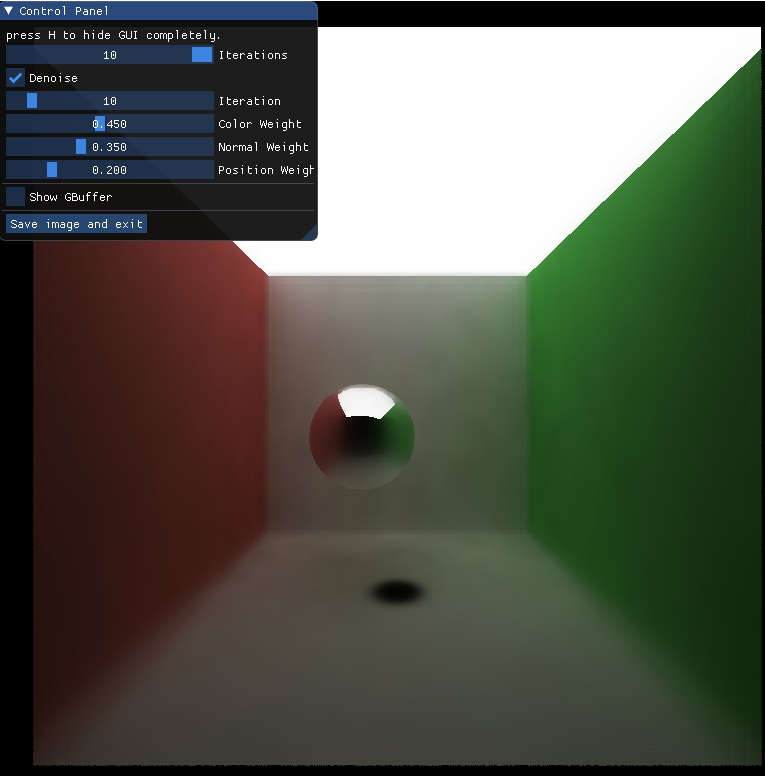 Control Panel
press H to hide GUI completely.
10 Iterations
Denoise
10 Iteration
0.450 Color Weight
0.350 Normal Weight
0.200 Position Weigh
Show GBuffer
Save image and exit